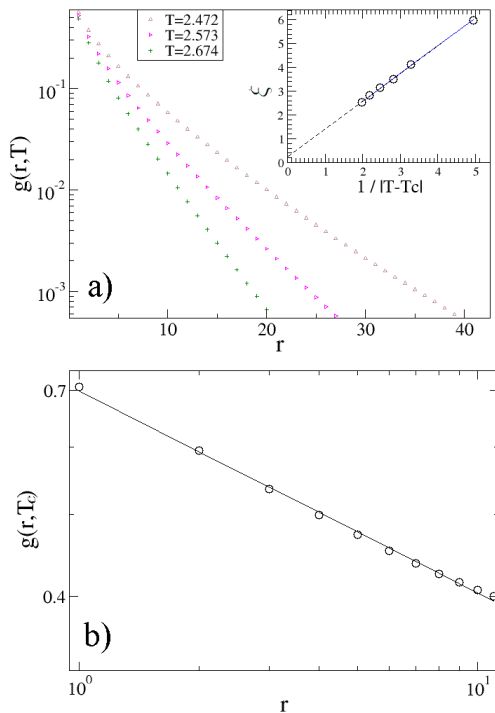 T=2.472
T=2.573
T=2.674
10⁻¹
10⁻²
10⁻³
g(r,T)
a)
10 20 30 40
r
6
5
4
3
2
1
0
ξ
0 1 2 3 4 5
1 / |T-Tc|
0.7
0.4
g(r,Tc)
b)
10⁰ 10¹
r